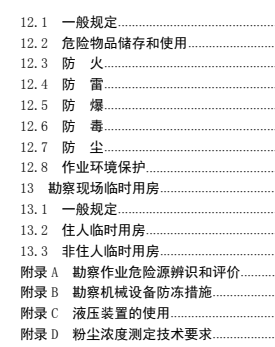 12.1 一般规定
12.2 危险物品储存和使用
12.3 防 火
12.4 防 雷
12.5 防 爆
12.6 防 毒
12.7 防 尘
12.8 作业环境保护
13 勘察现场临时用房
13.1 一般规定
13.2 住人临时用房
13.3 非住人临时用房
附录 A 勘察作业危险源辨识和评价
附录 B 勘察机械设备防冻措施
附录 C 液压装置的使用
附录 D 粉尘浓度测定技术要求